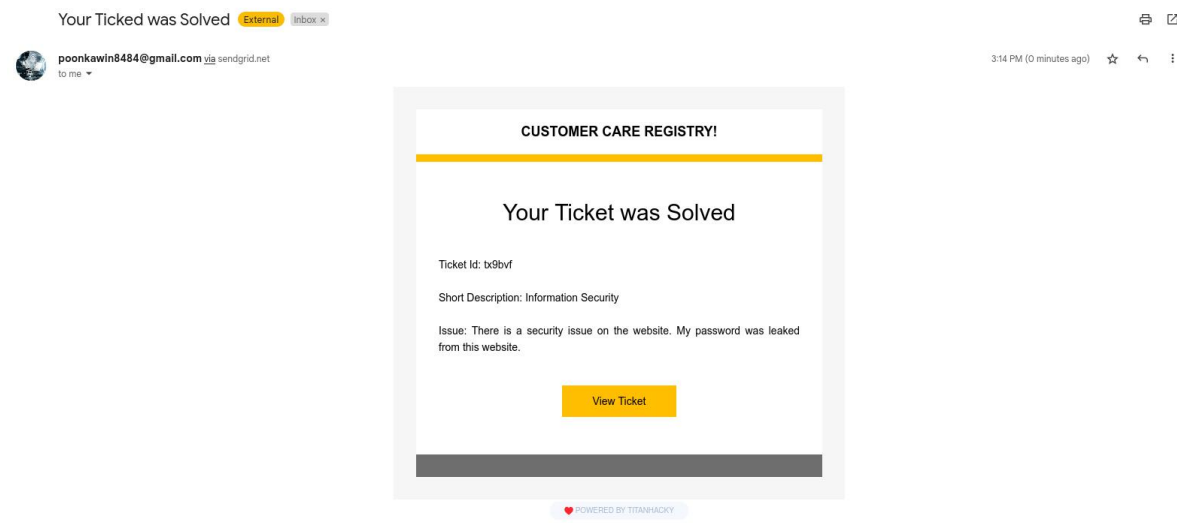 Your Ticked was Solved External Inbox ×
poonkawin8484@gmail.com via sendgrid.net 3:14 PM (0 minutes ago)
to me
CUSTOMER CARE REGISTRY!
Your Ticket was Solved
Ticket Id: tx9bvf
Short Description: Information Security
Issue: There is a security issue on the website. My password was leaked
from this website.
View Ticket
POWERED BY TITANHACKY